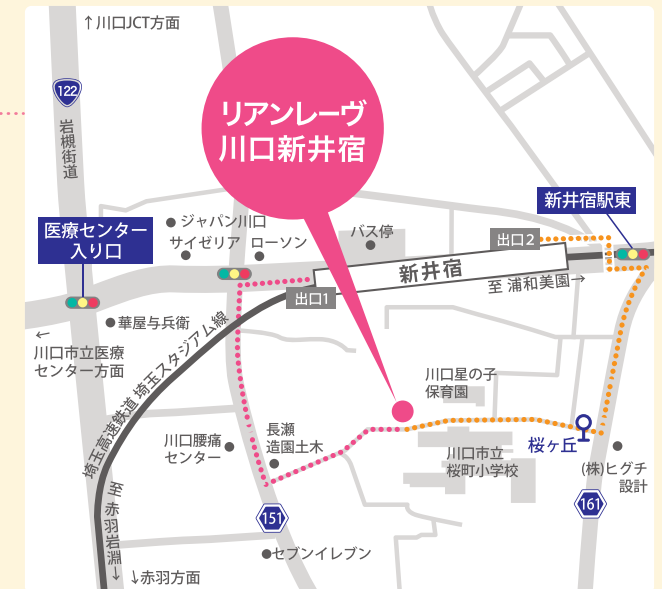 ↑川口JCT方面
122
岩槻街道
リアンレーヴ
川口新井宿
医療センター
入り口
ジャパン川口
サイゼリア
ローソン
バス停
出口2
新井宿駅東
新井宿
出口1
至 浦和美園→
華屋与兵衛
←
川口市立医療
センター方面
埼玉高速鉄道 埼玉スタジアム線
川口星の子
保育園
川口腰痛
センター
長瀬
造園土木
川口市立
桜町小学校
桜ヶ丘
(株)ヒグチ
設計
151
161
至赤羽岩淵→
セブンイレブン
↓赤羽方面